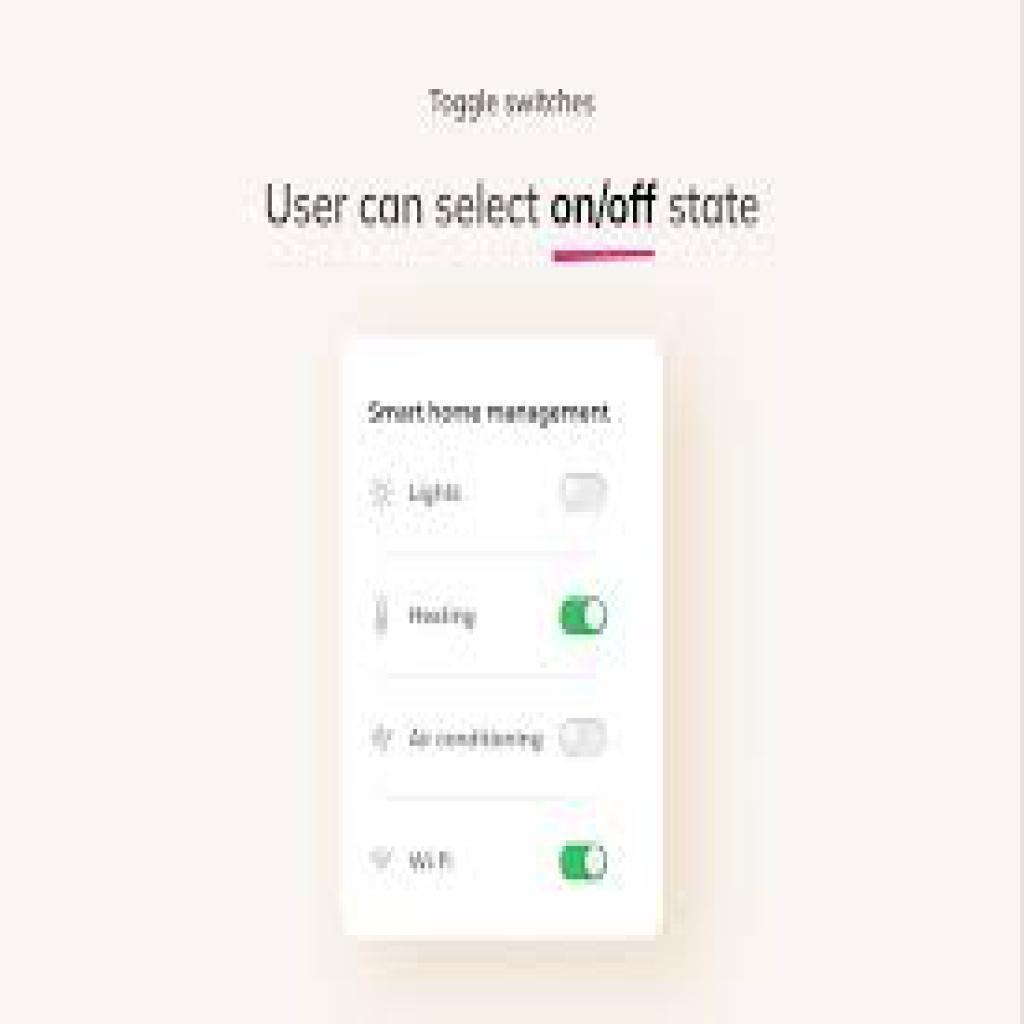 Toggle switches
User can select on/off state
Smart home management
Lights
Heating
Air conditioning
Wi Fi